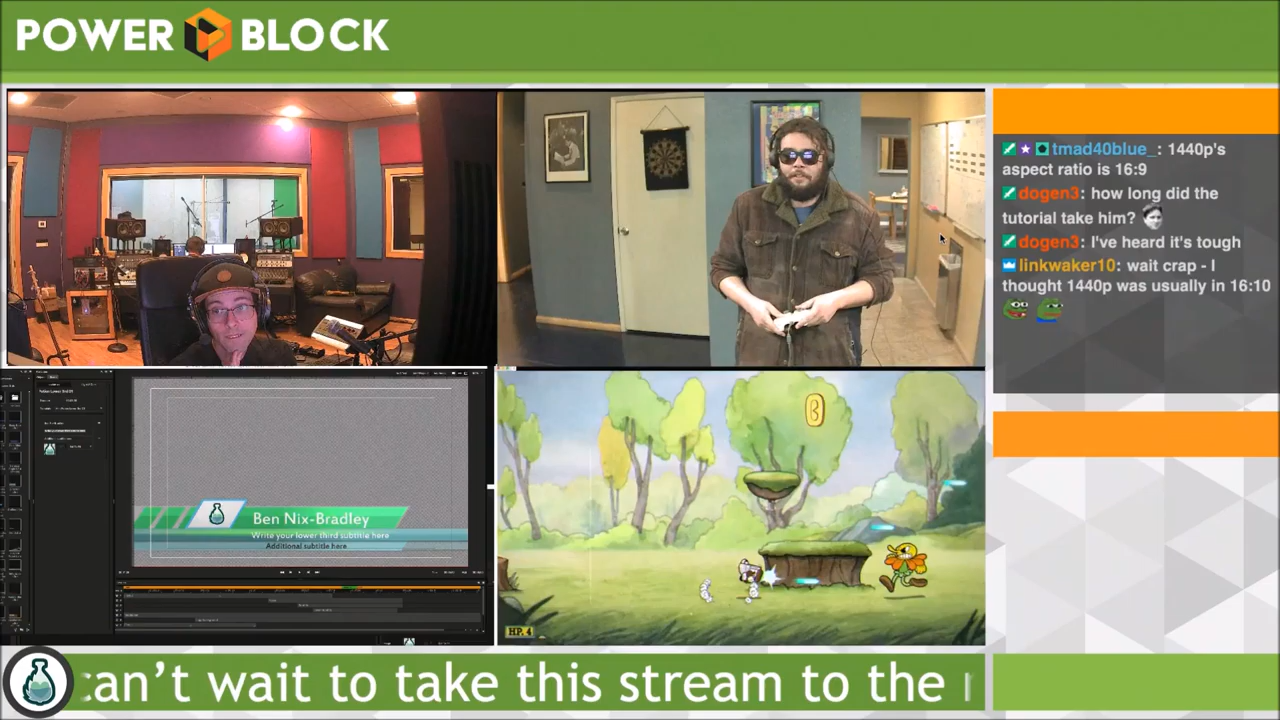 POWER BLOCK
tmad40blue_: 1440p's
aspect ratio is 16:9
dogen3: how long did the
tutorial take him?
dogen3: I've heard it's tough
linkwaker10: wait crap - I
thought 1440p was usually in 16:10
Ben Nix-Bradley
Write your lower third subtitle here
Additional subtitle here
HP. 4
can't wait to take this stream to the